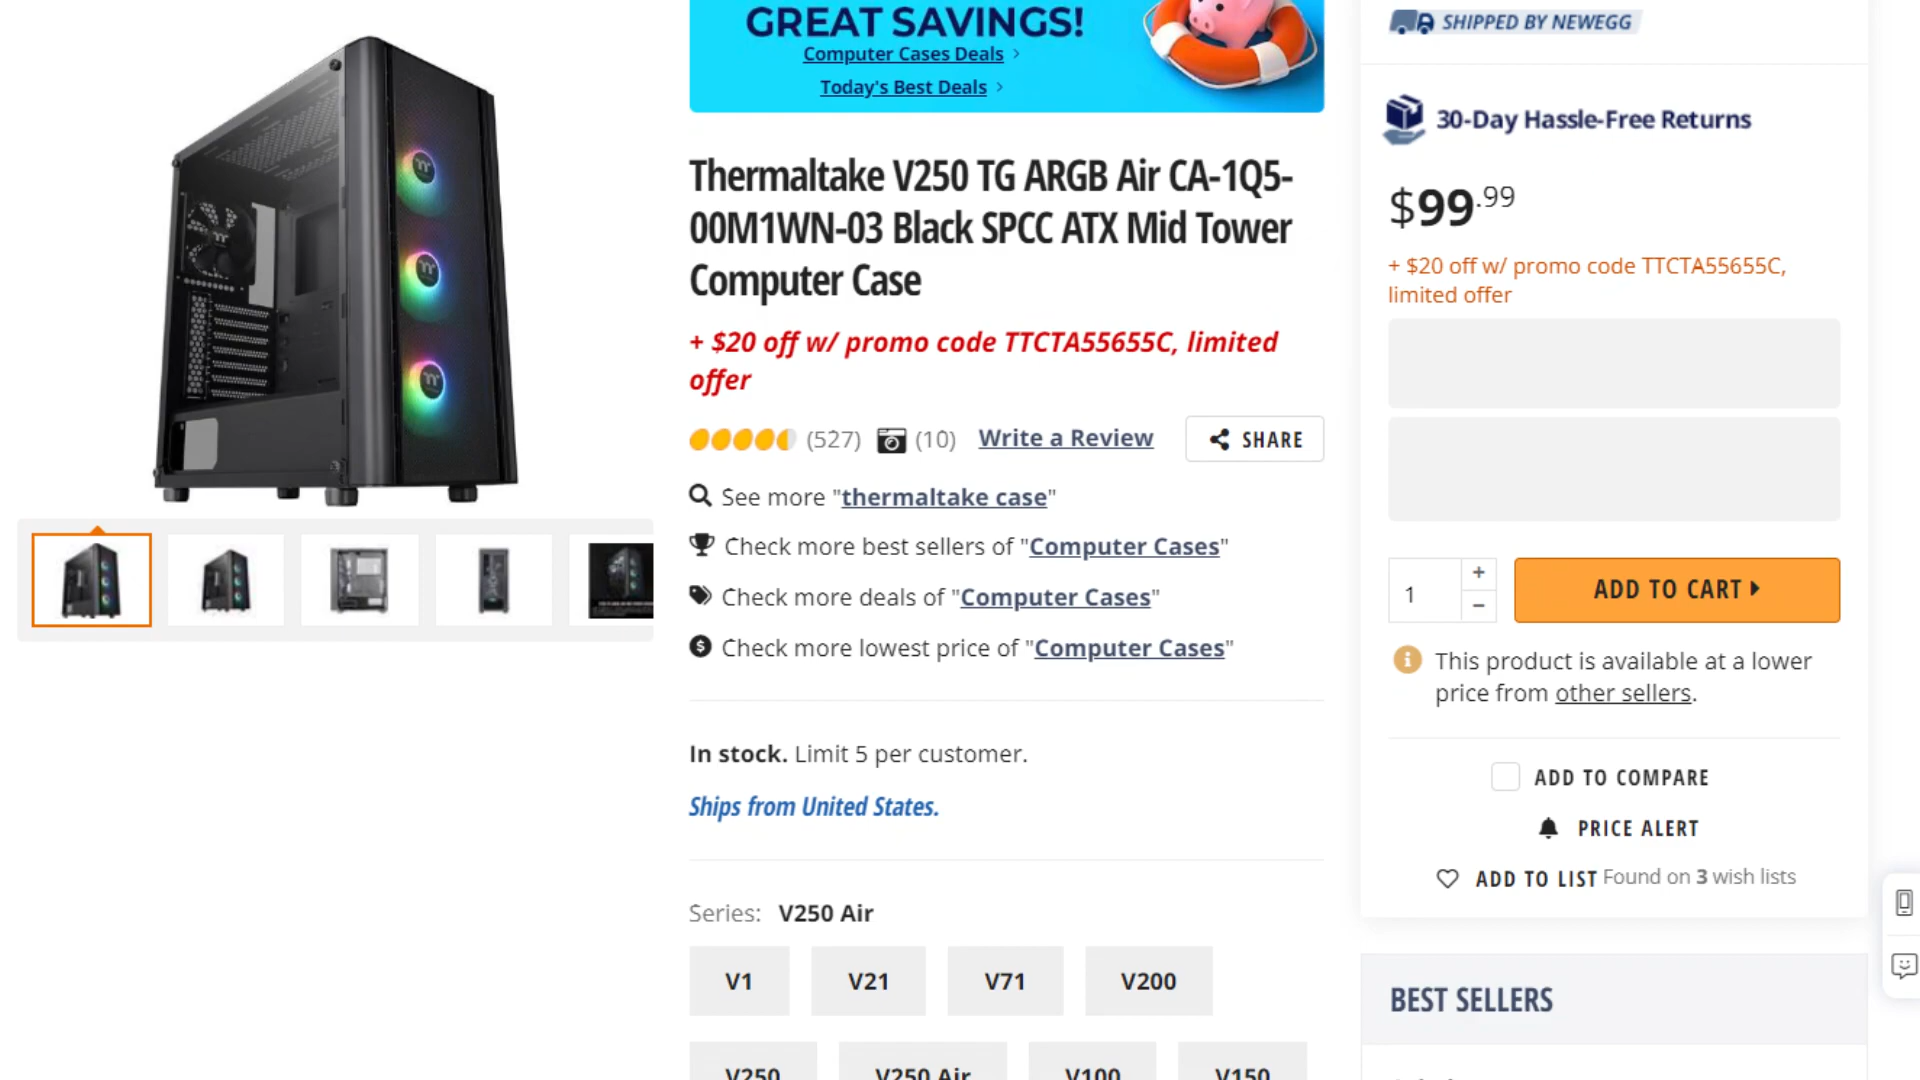 GREAT SAVINGS!
Computer Cases Deals
Today's Best Deals
Thermaltake V250 TG ARGB Air CA-1Q5-
00M1WN-03 Black SPCC ATX Mid Tower
Computer Case
+ $20 off w/ promo code TTCTA55655C, limited
offer
(527) (10) Write a Review SHARE
See more "thermaltake case"
Check more best sellers of "Computer Cases"
Check more deals of "Computer Cases"
Check more lowest price of "Computer Cases"
In stock. Limit 5 per customer.
Ships from United States.
Series: V250 Air
V1 V21 V71 V200
V250 V250 Air V100 V150
SHIPPED BY NEWEGG
30-Day Hassle-Free Returns
$99.99
+ $20 off w/ promo code TTCTA55655C,
limited offer
1 + − ADD TO CART
This product is available at a lower
price from other sellers.
ADD TO COMPARE
PRICE ALERT
ADD TO LIST Found on 3 wish lists
BEST SELLERS